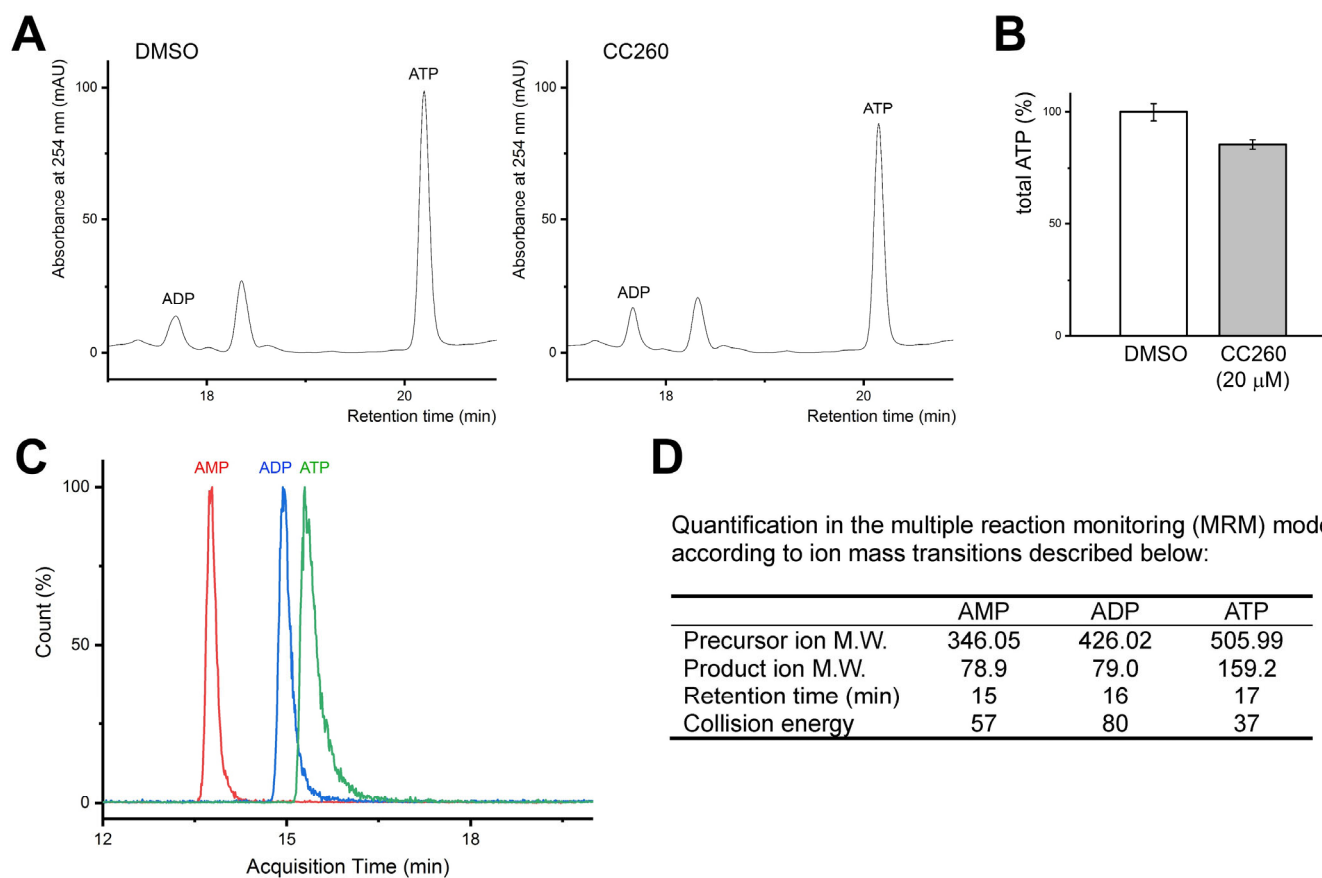 A
DMSO
CC260
B
Absorbance at 254 nm (mAU)
100
50
0
ADP
ATP
18
20
Retention time (min)
Absorbance at 254 nm (mAU)
100
50
0
ADP
ATP
18
20
Retention time (min)
total ATP (%)
100
50
0
DMSO
CC260
(20 µM)
C
AMP
ADP
ATP
Count (%)
100
50
0
12
15
18
Acquisition Time (min)
D
Quantification in the multiple reaction monitoring (MRM) mode
according to ion mass transitions described below:
AMP ADP ATP
Precursor ion M.W. 346.05 426.02 505.99
Product ion M.W. 78.9 79.0 159.2
Retention time (min) 15 16 17
Collision energy 57 80 37